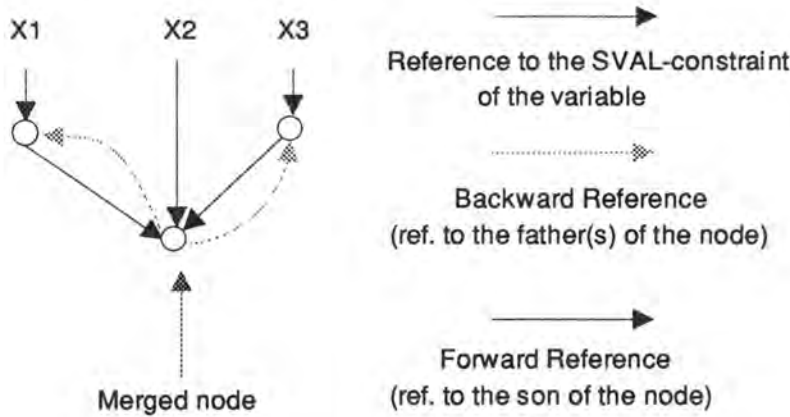 X1 X2 X3
Reference to the SVAL-constraint
of the variable
Backward Reference
(ref. to the father(s) of the node)
Forward Reference
(ref. to the son of the node)
Merged node